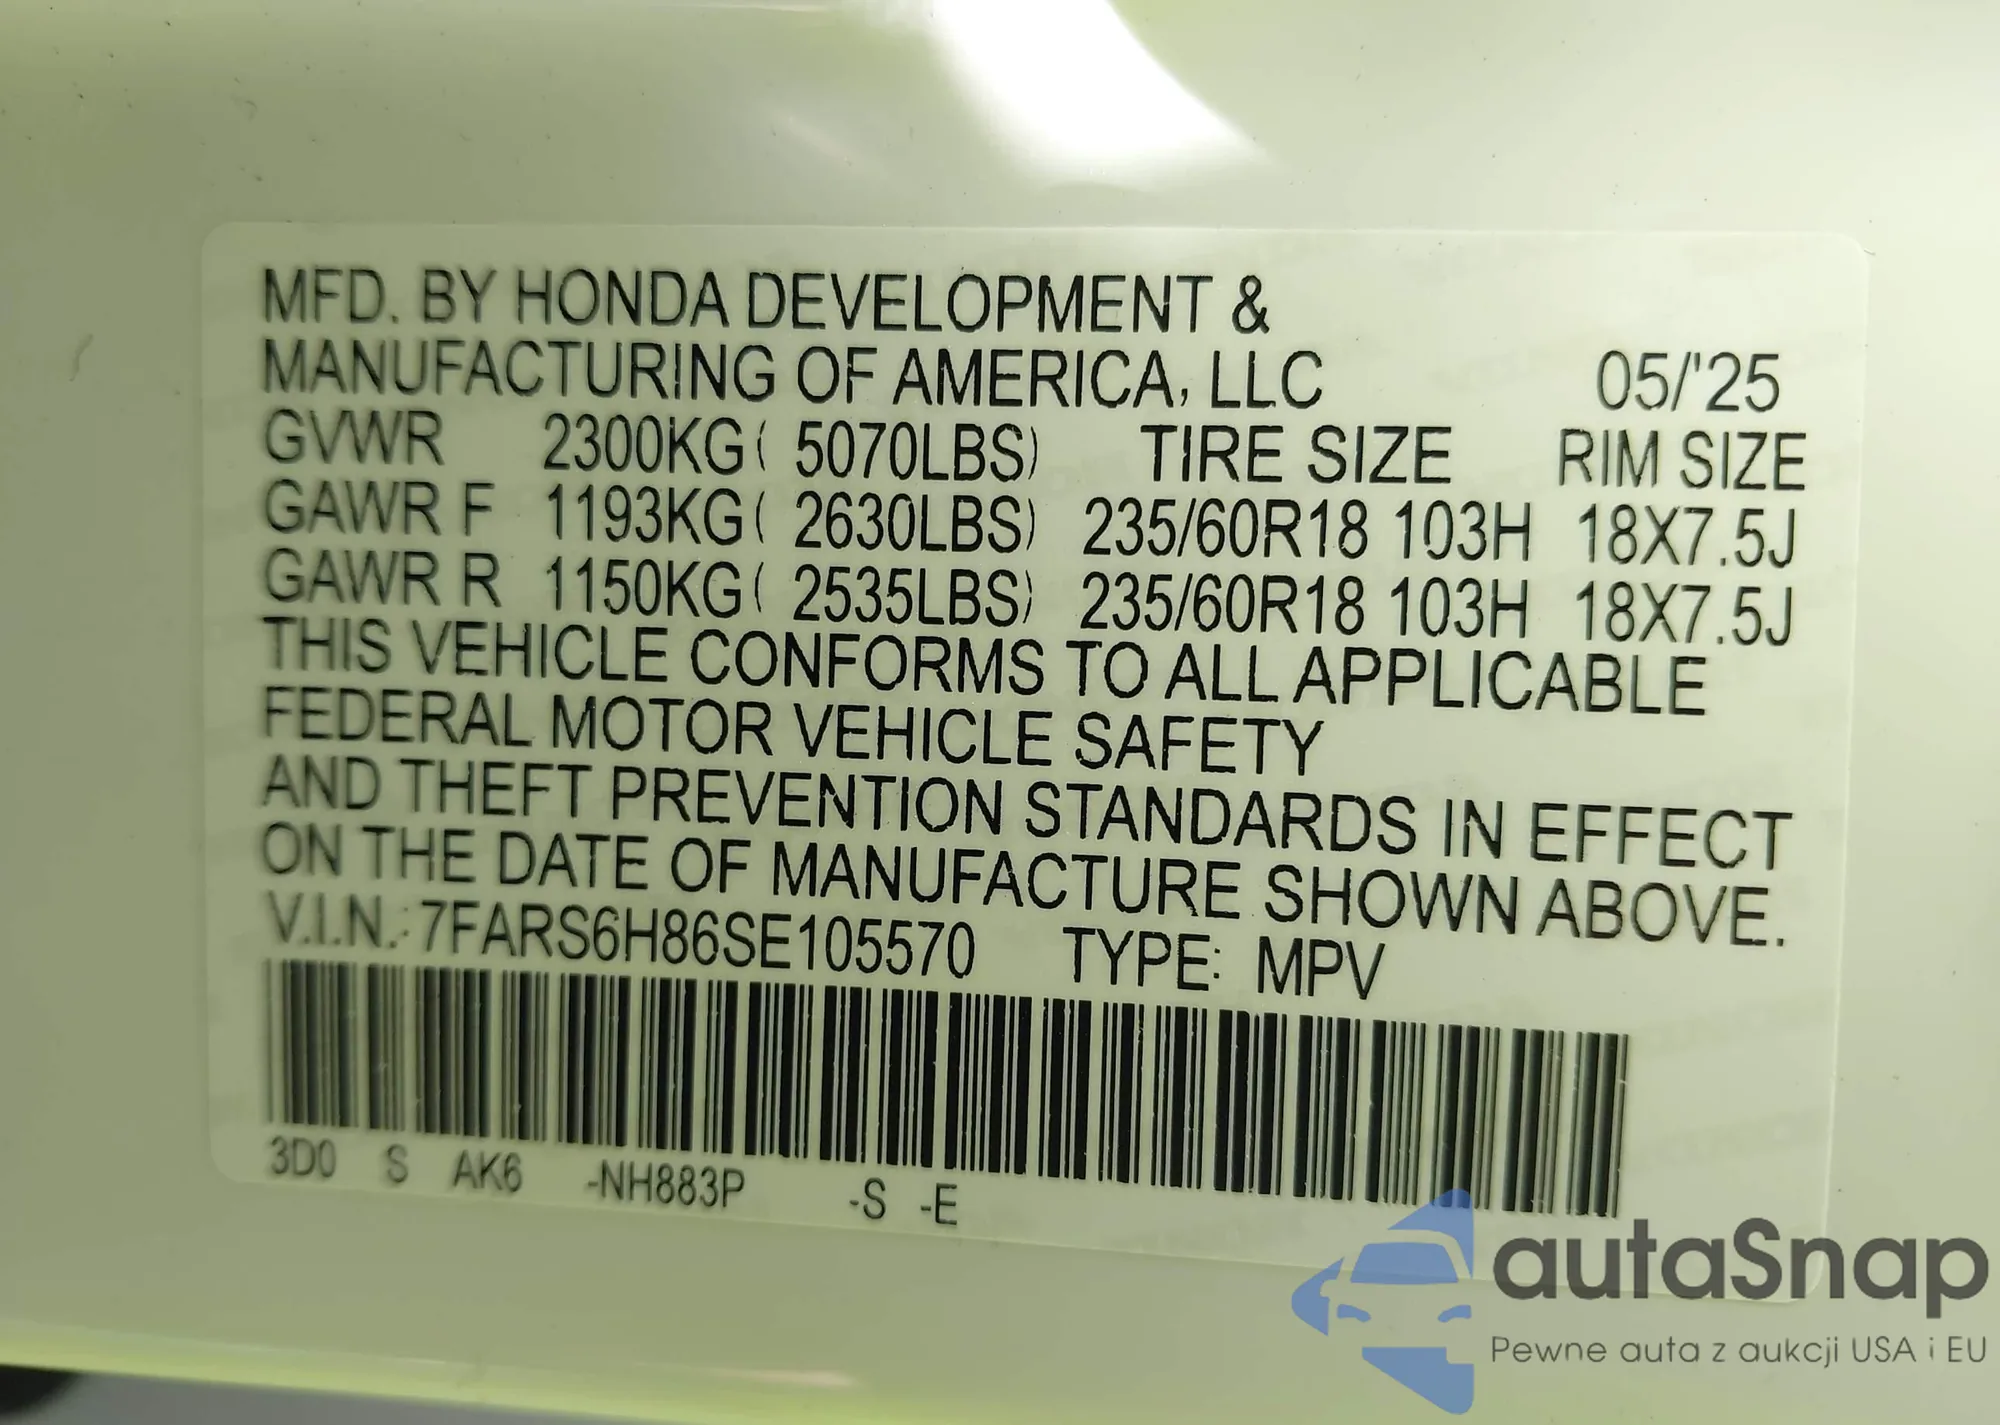 MFD. BY HONDA DEVELOPMENT &
MANUFACTURING OF AMERICA, LLC 05/'25
GVWR 2300KG( 5070LBS) TIRE SIZE RIM SIZE
GAWR F 1193KG( 2630LBS) 235/60R18 103H 18X7.5J
GAWR R 1150KG( 2535LBS) 235/60R18 103H 18X7.5J
THIS VEHICLE CONFORMS TO ALL APPLICABLE
FEDERAL MOTOR VEHICLE SAFETY
AND THEFT PREVENTION STANDARDS IN EFFECT
ON THE DATE OF MANUFACTURE SHOWN ABOVE.
V.I.N.: 7FARS6H86SE105570 TYPE: MPV
3D0 S AK6 -NH883P -S -E
autaSnap
Pewne auta z aukcji USA i EU